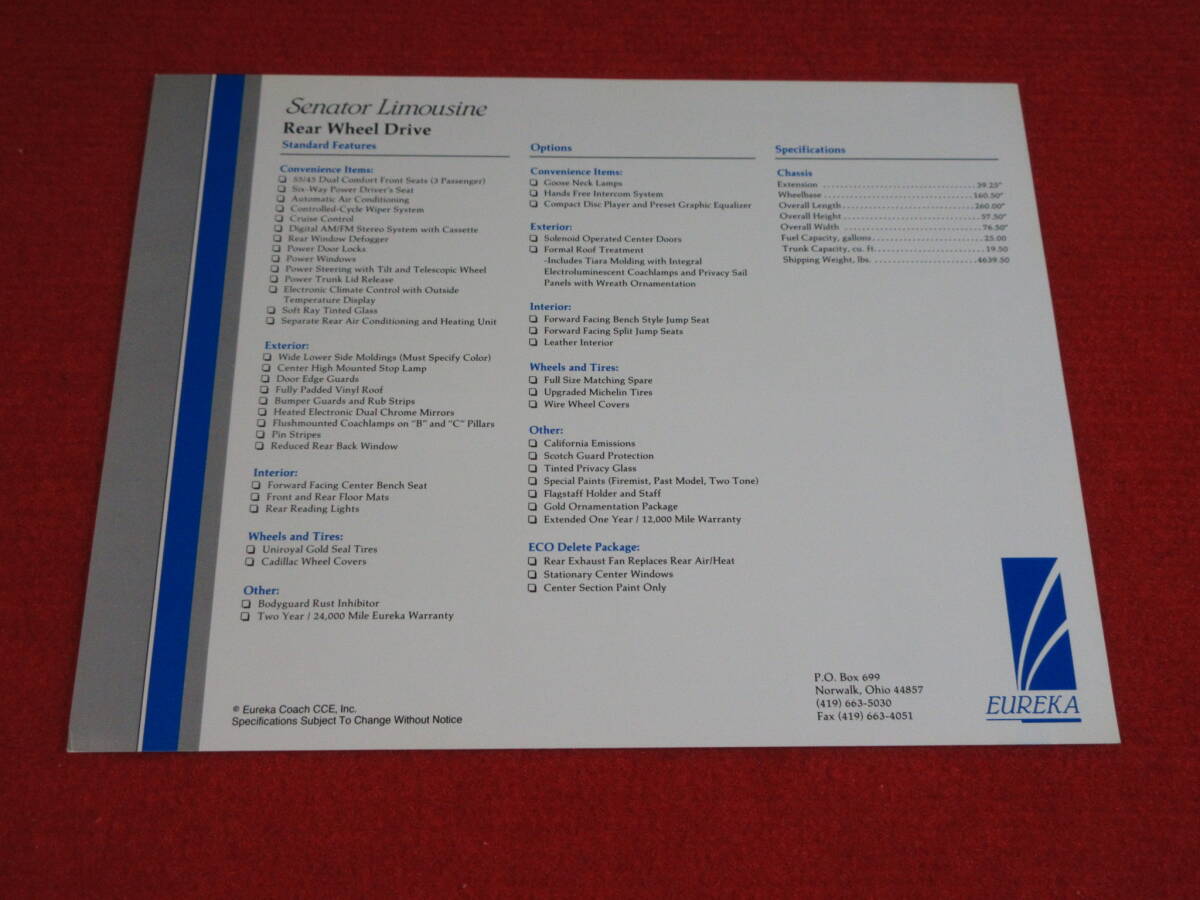 Senator Limousine
Rear Wheel Drive
Standard Features
Convenience Items:
❏ 55/45 Dual Comfort Front Seats (3 Passenger)
❏ Six-Way Power Driver's Seat
❏ Automatic Air Conditioning
❏ Controlled-Cycle Wiper System
❏ Cruise Control
❏ Digital AM/FM Stereo System with Cassette
❏ Rear Window Defogger
❏ Power Door Locks
❏ Power Windows
❏ Power Steering with Tilt and Telescopic Wheel
❏ Power Trunk Lid Release
❏ Electronic Climate Control with Outside
Temperature Display
❏ Soft Ray Tinted Glass
❏ Separate Rear Air Conditioning and Heating Unit
Exterior:
❏ Wide Lower Side Moldings (Must Specify Color)
❏ Center High Mounted Stop Lamp
❏ Door Edge Guards
❏ Fully Padded Vinyl Roof
❏ Bumper Guards and Rub Strips
❏ Heated Electronic Dual Chrome Mirrors
❏ Flushmounted Coachlamps on "B" and "C" Pillars
❏ Pin Stripes
❏ Reduced Rear Back Window
Interior:
❏ Forward Facing Center Bench Seat
❏ Front and Rear Floor Mats
❏ Rear Reading Lights
Wheels and Tires:
❏ Uniroyal Gold Seal Tires
❏ Cadillac Wheel Covers
Other:
❏ Bodyguard Rust Inhibitor
❏ Two Year / 24,000 Mile Eureka Warranty
© Eureka Coach CCE, Inc.
Specifications Subject To Change Without Notice
Options
Convenience Items:
❏ Goose Neck Lamps
❏ Hands Free Intercom System
❏ Compact Disc Player and Preset Graphic Equalizer
Exterior:
❏ Solenoid Operated Center Doors
❏ Formal Roof Treatment
-Includes Tiara Molding with Integral
Electroluminescent Coachlamps and Privacy Sail
Panels with Wreath Ornamentation
Interior:
❏ Forward Facing Bench Style Jump Seat
❏ Forward Facing Split Jump Seats
❏ Leather Interior
Wheels and Tires:
❏ Full Size Matching Spare
❏ Upgraded Michelin Tires
❏ Wire Wheel Covers
Other:
❏ California Emissions
❏ Scotch Guard Protection
❏ Tinted Privacy Glass
❏ Special Paints (Firemist, Past Model, Two Tone)
❏ Flagstaff Holder and Staff
❏ Gold Ornamentation Package
❏ Extended One Year / 12,000 Mile Warranty
ECO Delete Package:
❏ Rear Exhaust Fan Replaces Rear Air/Heat
❏ Stationary Center Windows
❏ Center Section Paint Only
Specifications
Chassis
Extension ........ 39.25"
Wheelbase ........ 160.50"
Overall Length ........ 260.00"
Overall Height ........ 57.50"
Overall Width ........ 76.50"
Fuel Capacity, gallons ........ 25.00
Trunk Capacity, cu. ft. ........ 19.50
Shipping Weight, lbs. ........ 4639.50
P.O. Box 699
Norwalk, Ohio 44857
(419) 663-5030
Fax (419) 663-4051
EUREKA